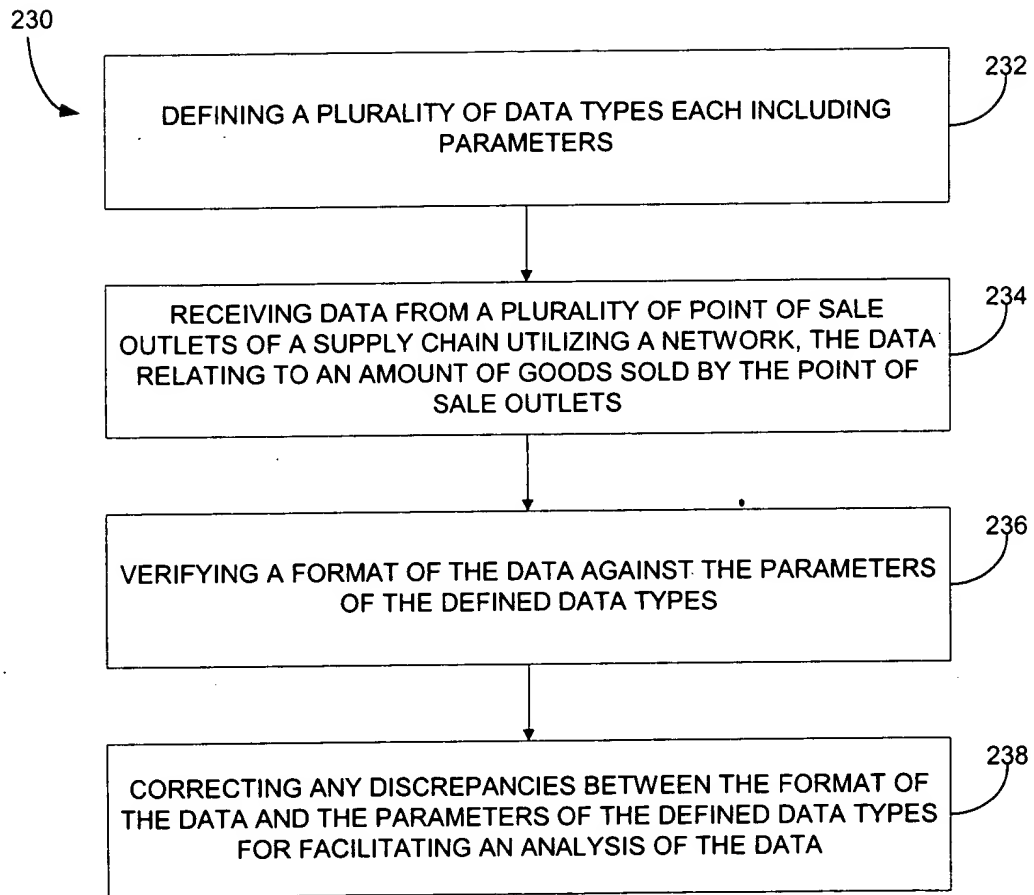 230
232
DEFINING A PLURALITY OF DATA TYPES EACH INCLUDING
PARAMETERS
234
RECEIVING DATA FROM A PLURALITY OF POINT OF SALE
OUTLETS OF A SUPPLY CHAIN UTILIZING A NETWORK, THE DATA
RELATING TO AN AMOUNT OF GOODS SOLD BY THE POINT OF
SALE OUTLETS
236
VERIFYING A FORMAT OF THE DATA AGAINST THE PARAMETERS
OF THE DEFINED DATA TYPES
238
CORRECTING ANY DISCREPANCIES BETWEEN THE FORMAT OF
THE DATA AND THE PARAMETERS OF THE DEFINED DATA TYPES
FOR FACILITATING AN ANALYSIS OF THE DATA